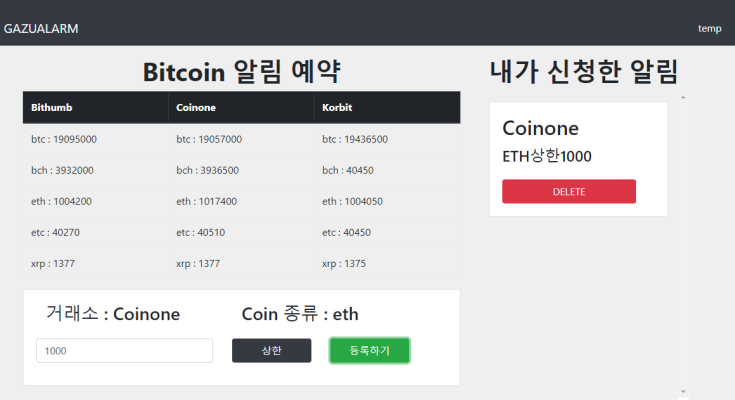 GAZUALARM
temp
Bitcoin 알림 예약
Bithumb Coinone Korbit
btc : 19095000 btc : 19057000 btc : 19436500
bch : 3932000 bch : 3936500 bch : 40450
eth : 1004200 eth : 1017400 eth : 1004050
etc : 40270 etc : 40510 etc : 40450
xrp : 1377 xrp : 1377 xrp : 1375
거래소 : Coinone Coin 종류 : eth
1000 상한 등록하기
내가 신청한 알림
Coinone
ETH상한1000
DELETE